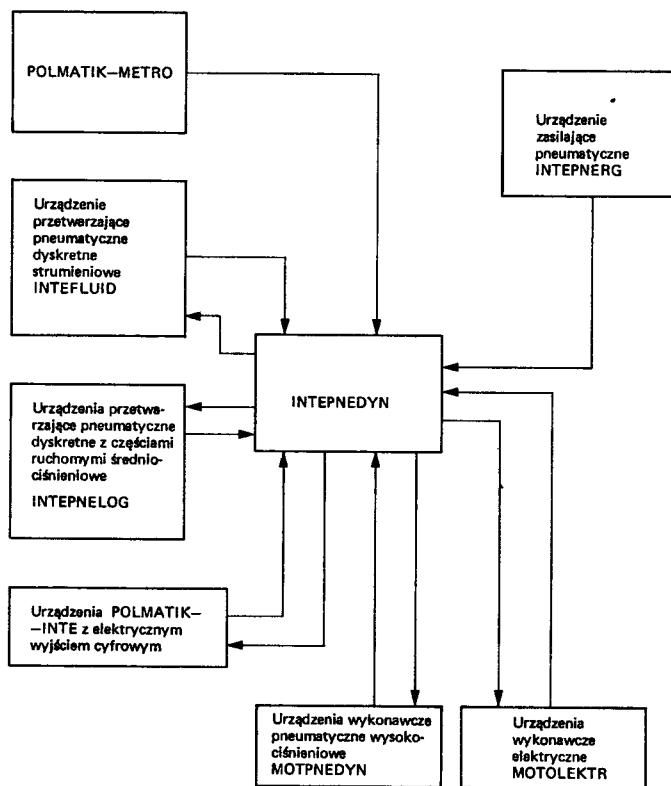 POLMATIK—METRO
Urządzenie
zasilające
pneumatyczne
INTEPNERG
Urządzenie
przetwarzające
pneumatyczne
dyskretne
strumieniowe
INTEFLUID
INTEPNEDYN
Urządzenia przetwa-
rzające pneumatyczne
dyskretne z częściami
ruchomymi średnio-
ciśnieniowe
INTEPNELOG
Urządzenia POLMATIK—
—INTE z elektrycznym
wyjściem cyfrowym
Urządzenia wykonawcze
pneumatyczne wysoko-
ciśnieniowe
MOTPNEDYN
Urządzenia
wykonawcze
elektryczne
MOTOLEKTR